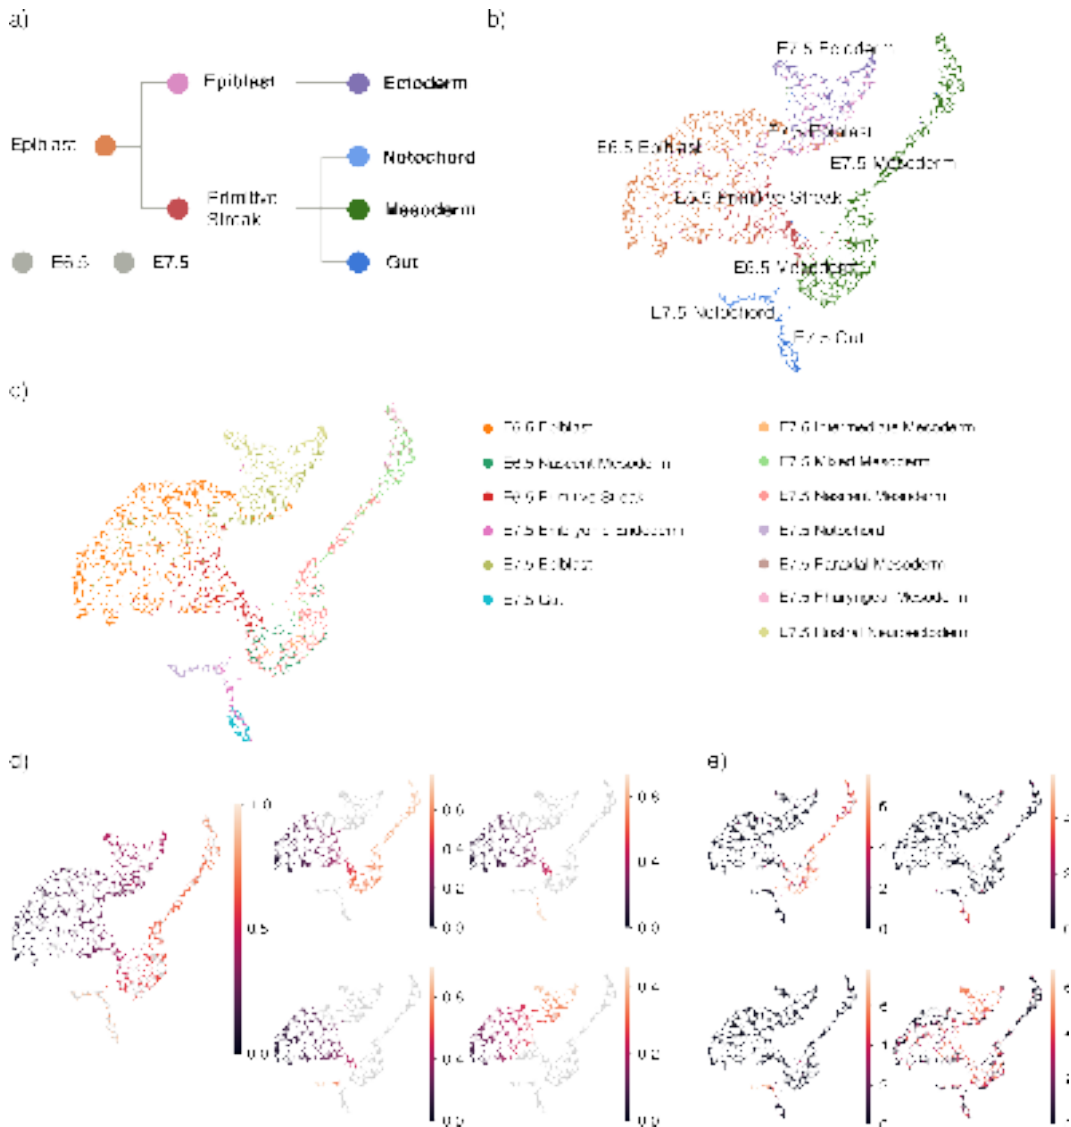 a)
Epiblast
Epiblast
Ectoderm
Notochord
Primitive
Streak
Mesoderm
Gut
E6.5
E7.5
b)
E7.5 Ectoderm
E7.5 Epiblast
E6.5 Epiblast
E7.5 Mesoderm
E6.5 Primitive Streak
E6.5 Mesoderm
E7.5 Notochord
E7.5 Gut
c)
E6.5 Epiblast
E6.5 Nascent Mesoderm
E6.5 Primitive Streak
E7.5 Embryonic Endoderm
E7.5 Epiblast
E7.5 Gut
E7.5 Intermediate Mesoderm
E7.5 Mixed Mesoderm
E7.5 Nascent Mesoderm
E7.5 Notochord
E7.5 Paraxial Mesoderm
E7.5 Pharyngeal Mesoderm
E7.5 Rostral Neurectoderm
d)
1.0
0.5
0.0
0.6
0.4
0.2
0.0
0.8
0.4
0.0
0.8
0.4
0.0
0.4
0.2
0.0
e)
6
4
2
0